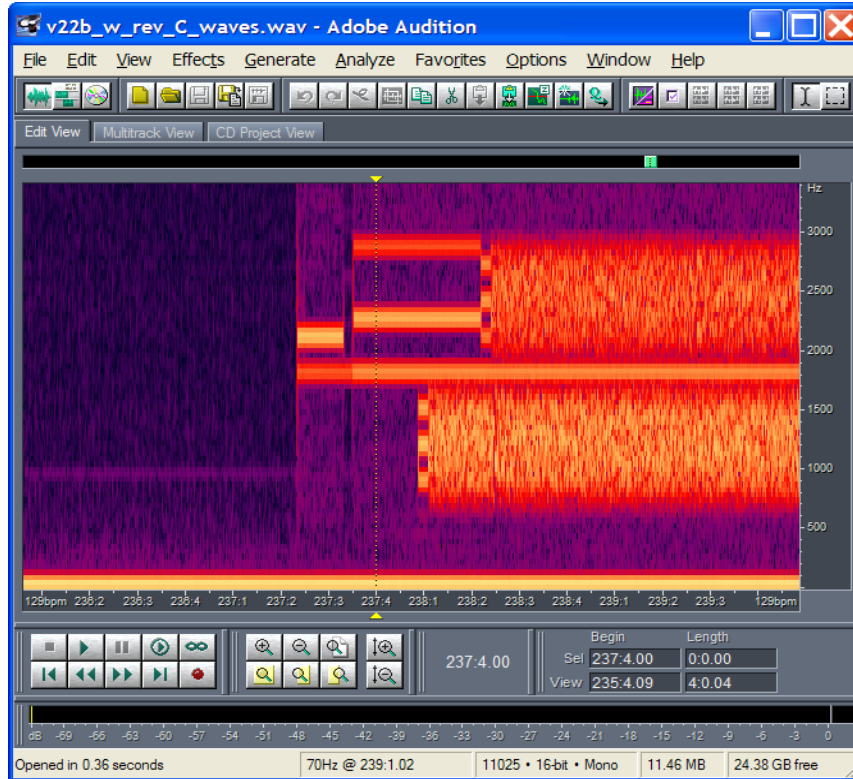 v22b_w_rev_C_waves.wav - Adobe Audition
File Edit View Effects Generate Analyze Favorites Options Window Help
Edit View Multitrack View CD Project View
Hz
3000
2500
2000
1500
1000
500
129bpm 236:2 236:3 236:4 237:1 237:2 237:3 237:4 238:1 238:2 238:3 238:4 239:1 239:2 239:3 129bpm
Begin Length
237:4.00
Sel 237:4.00 0:0.00
View 235:4.09 4:0.04
dB -69 -66 -63 -60 -57 -54 -51 -48 -45 -42 -39 -36 -33 -30 -27 -24 -21 -18 -15 -12 -9 -6 -3 0
Opened in 0.36 seconds 70Hz @ 239:1.02 11025 • 16-bit • Mono 11.46 MB 24.38 GB free